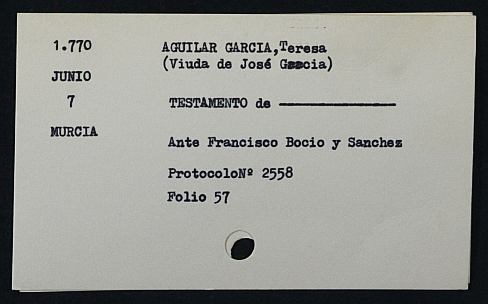 1.770
JUNIO
7
MURCIA
AGUILAR GARCIA,Teresa
(Viuda de José Garcia)
TESTAMENTO de ————————
Ante Francisco Bocio y Sanchez
ProtocoloNº 2558
Folio 57